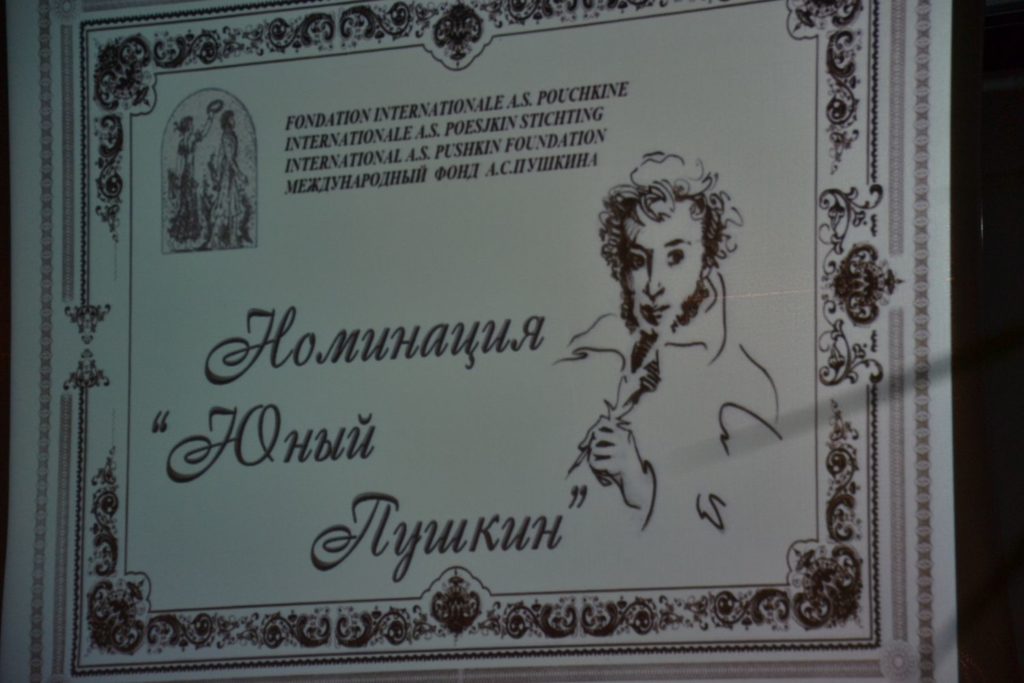 FONDATION INTERNATIONALE A.S. POUCHKINE
INTERNATIONALE A.S. POESJKIN STICHTING
INTERNATIONAL A.S. PUSHKIN FOUNDATION
МЕЖДУНАРОДНЫЙ ФОНД А.С.ПУШКИНА
Номинация
“Юный
Пушкин”